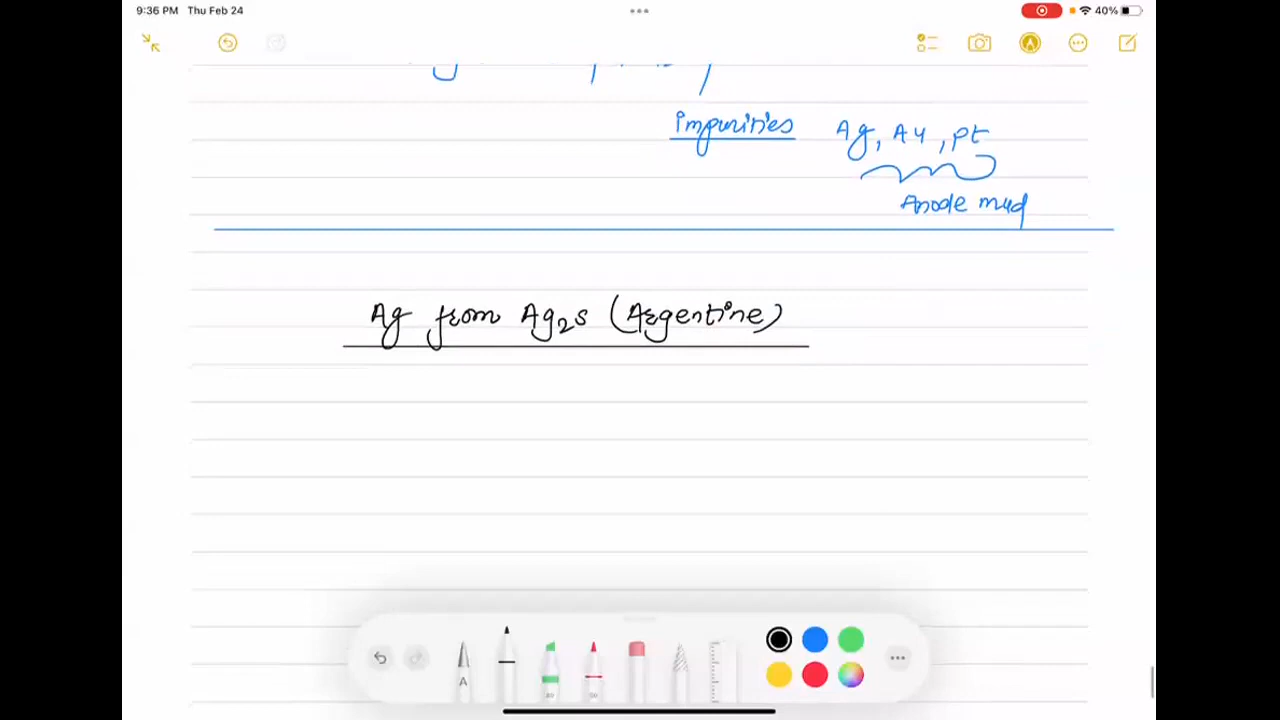 9:36 PM Thu Feb 24
40%
Impurities Ag, Au, Pt
Anode mud
Ag from Ag2S (Argentine)
A